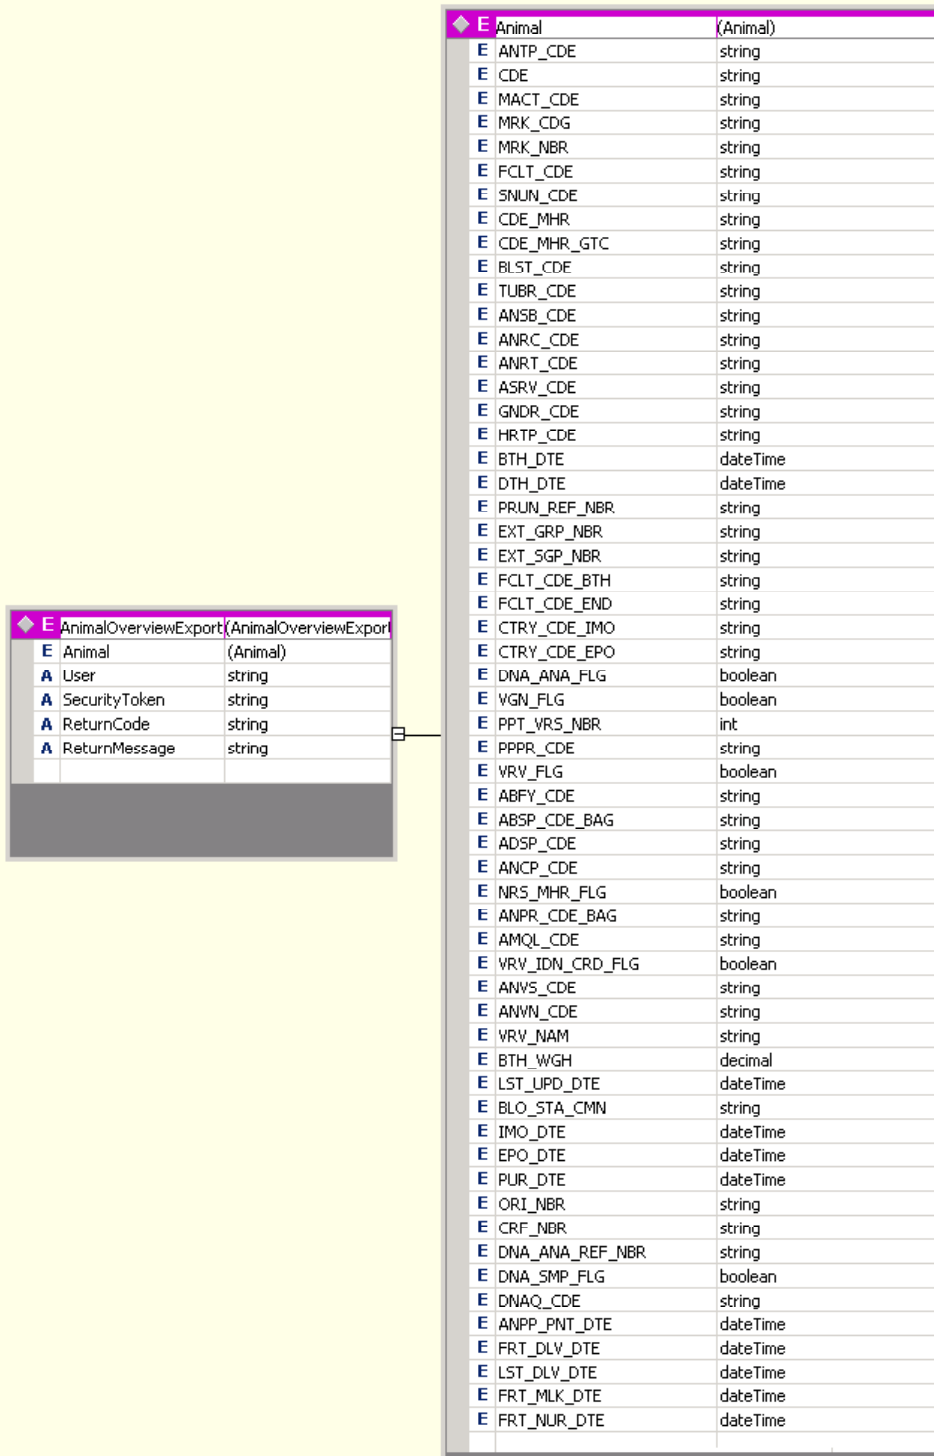 E Animal (Animal)
E ANTP_CDE string
E CDE string
E MACT_CDE string
E MRK_CDG string
E MRK_NBR string
E FCLT_CDE string
E SNUN_CDE string
E CDE_MHR string
E CDE_MHR_GTC string
E BLST_CDE string
E TUBR_CDE string
E ANSB_CDE string
E ANRC_CDE string
E ANRT_CDE string
E ASRV_CDE string
E GNDR_CDE string
E HRTP_CDE string
E BTH_DTE dateTime
E DTH_DTE dateTime
E PRUN_REF_NBR string
E EXT_GRP_NBR string
E EXT_SGP_NBR string
E FCLT_CDE_BTH string
E FCLT_CDE_END string
E CTRY_CDE_IMO string
E CTRY_CDE_EPO string
E DNA_ANA_FLG boolean
E VGN_FLG boolean
E PPT_VRS_NBR int
E PPPR_CDE string
E VRV_FLG boolean
E ABFY_CDE string
E ABSP_CDE_BAG string
E ADSP_CDE string
E ANCP_CDE string
E NRS_MHR_FLG boolean
E ANPR_CDE_BAG string
E AMQL_CDE string
E VRV_IDN_CRD_FLG boolean
E ANVS_CDE string
E ANVN_CDE string
E VRV_NAM string
E BTH_WGH decimal
E LST_UPD_DTE dateTime
E BLO_STA_CMN string
E IMO_DTE dateTime
E EPO_DTE dateTime
E PUR_DTE dateTime
E ORI_NBR string
E CRF_NBR string
E DNA_ANA_REF_NBR string
E DNA_SMP_FLG boolean
E DNAQ_CDE string
E ANPP_PNT_DTE dateTime
E FRT_DLV_DTE dateTime
E LST_DLV_DTE dateTime
E FRT_MLK_DTE dateTime
E FRT_NUR_DTE dateTime
E AnimalOverviewExport (AnimalOverviewExport
E Animal (Animal)
A User string
A SecurityToken string
A ReturnCode string
A ReturnMessage string